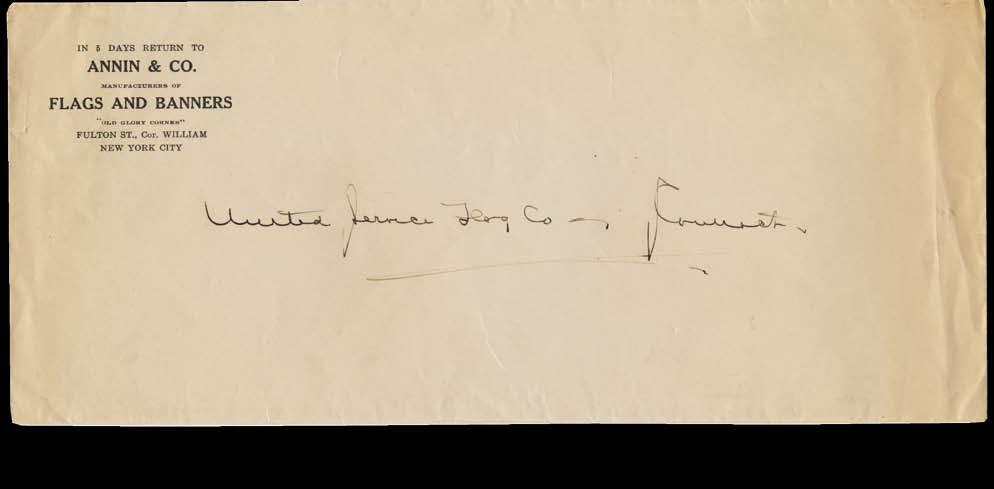 IN 5 DAYS RETURN TO
ANNIN & CO.
MANUFACTURERS OF
FLAGS AND BANNERS
"OLD GLORY CORNER"
FULTON ST., Cor. WILLIAM
NEW YORK CITY
United Service Flag Co —